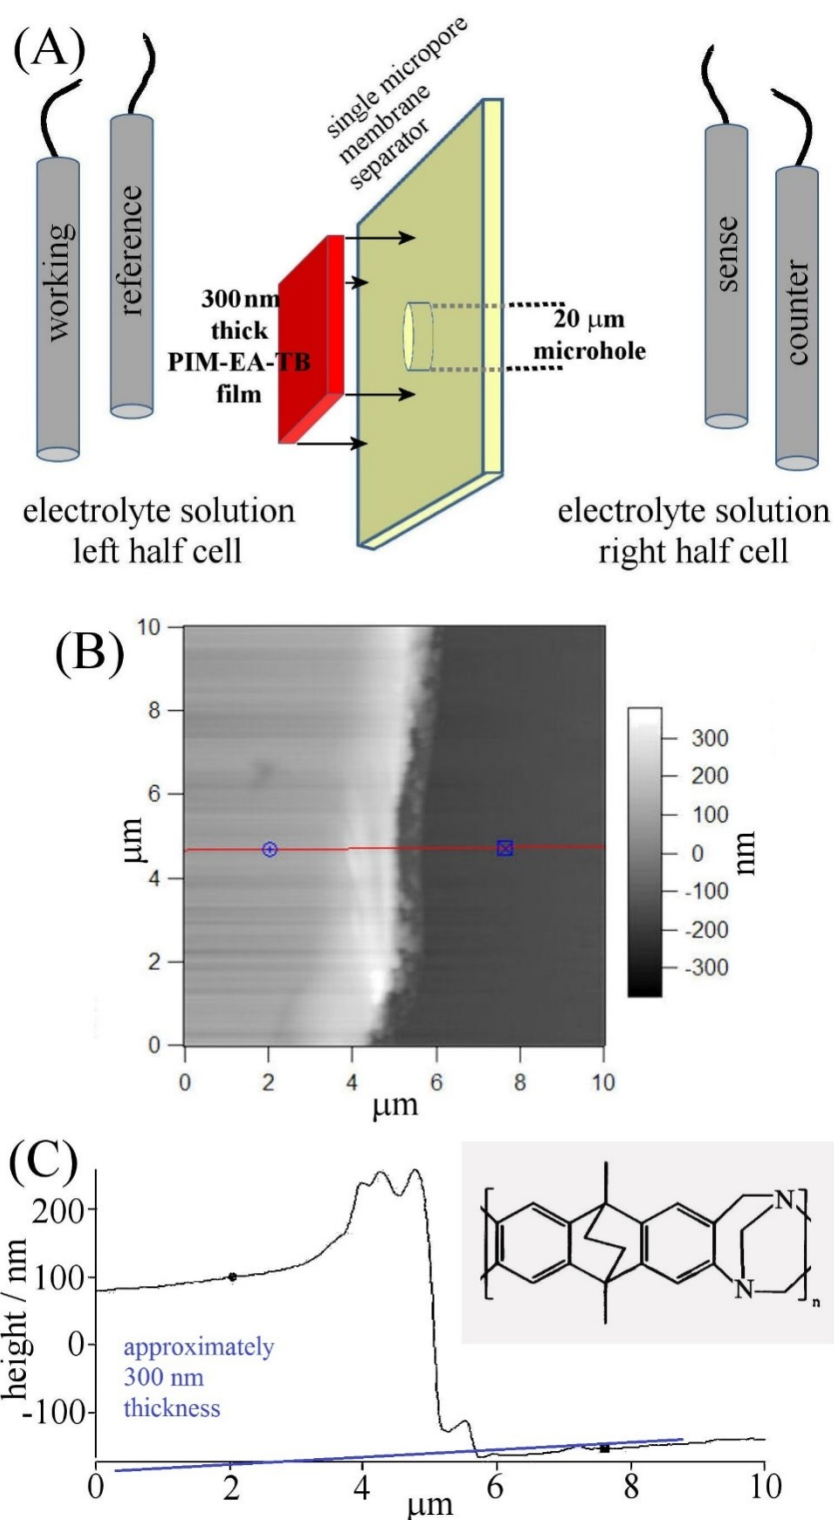 (A)
single micropore
membrane
separator
working
reference
sense
counter
300 nm
thick
PIM-EA-TB
film
20 μm
microhole
electrolyte solution
left half cell
electrolyte solution
right half cell
(B)
10
8
6
4
2
0
μm
0 2 4 6 8 10
μm
300
200
100
0
-100
-200
-300
nm
(C)
200
100
0
-100
height / nm
approximately
300 nm
thickness
N
N
n
0 2 4 6 8 10
μm